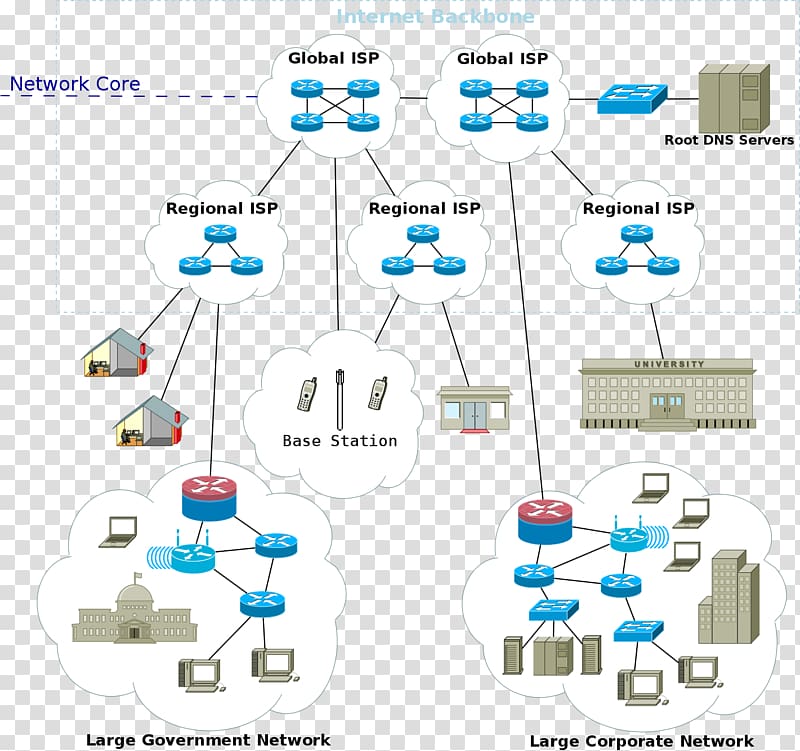 Internet Backbone
Global ISP
Global ISP
Network Core
Root DNS Servers
Regional ISP
Regional ISP
Regional ISP
UNIVERSITY
Base Station
Large Government Network
Large Corporate Network